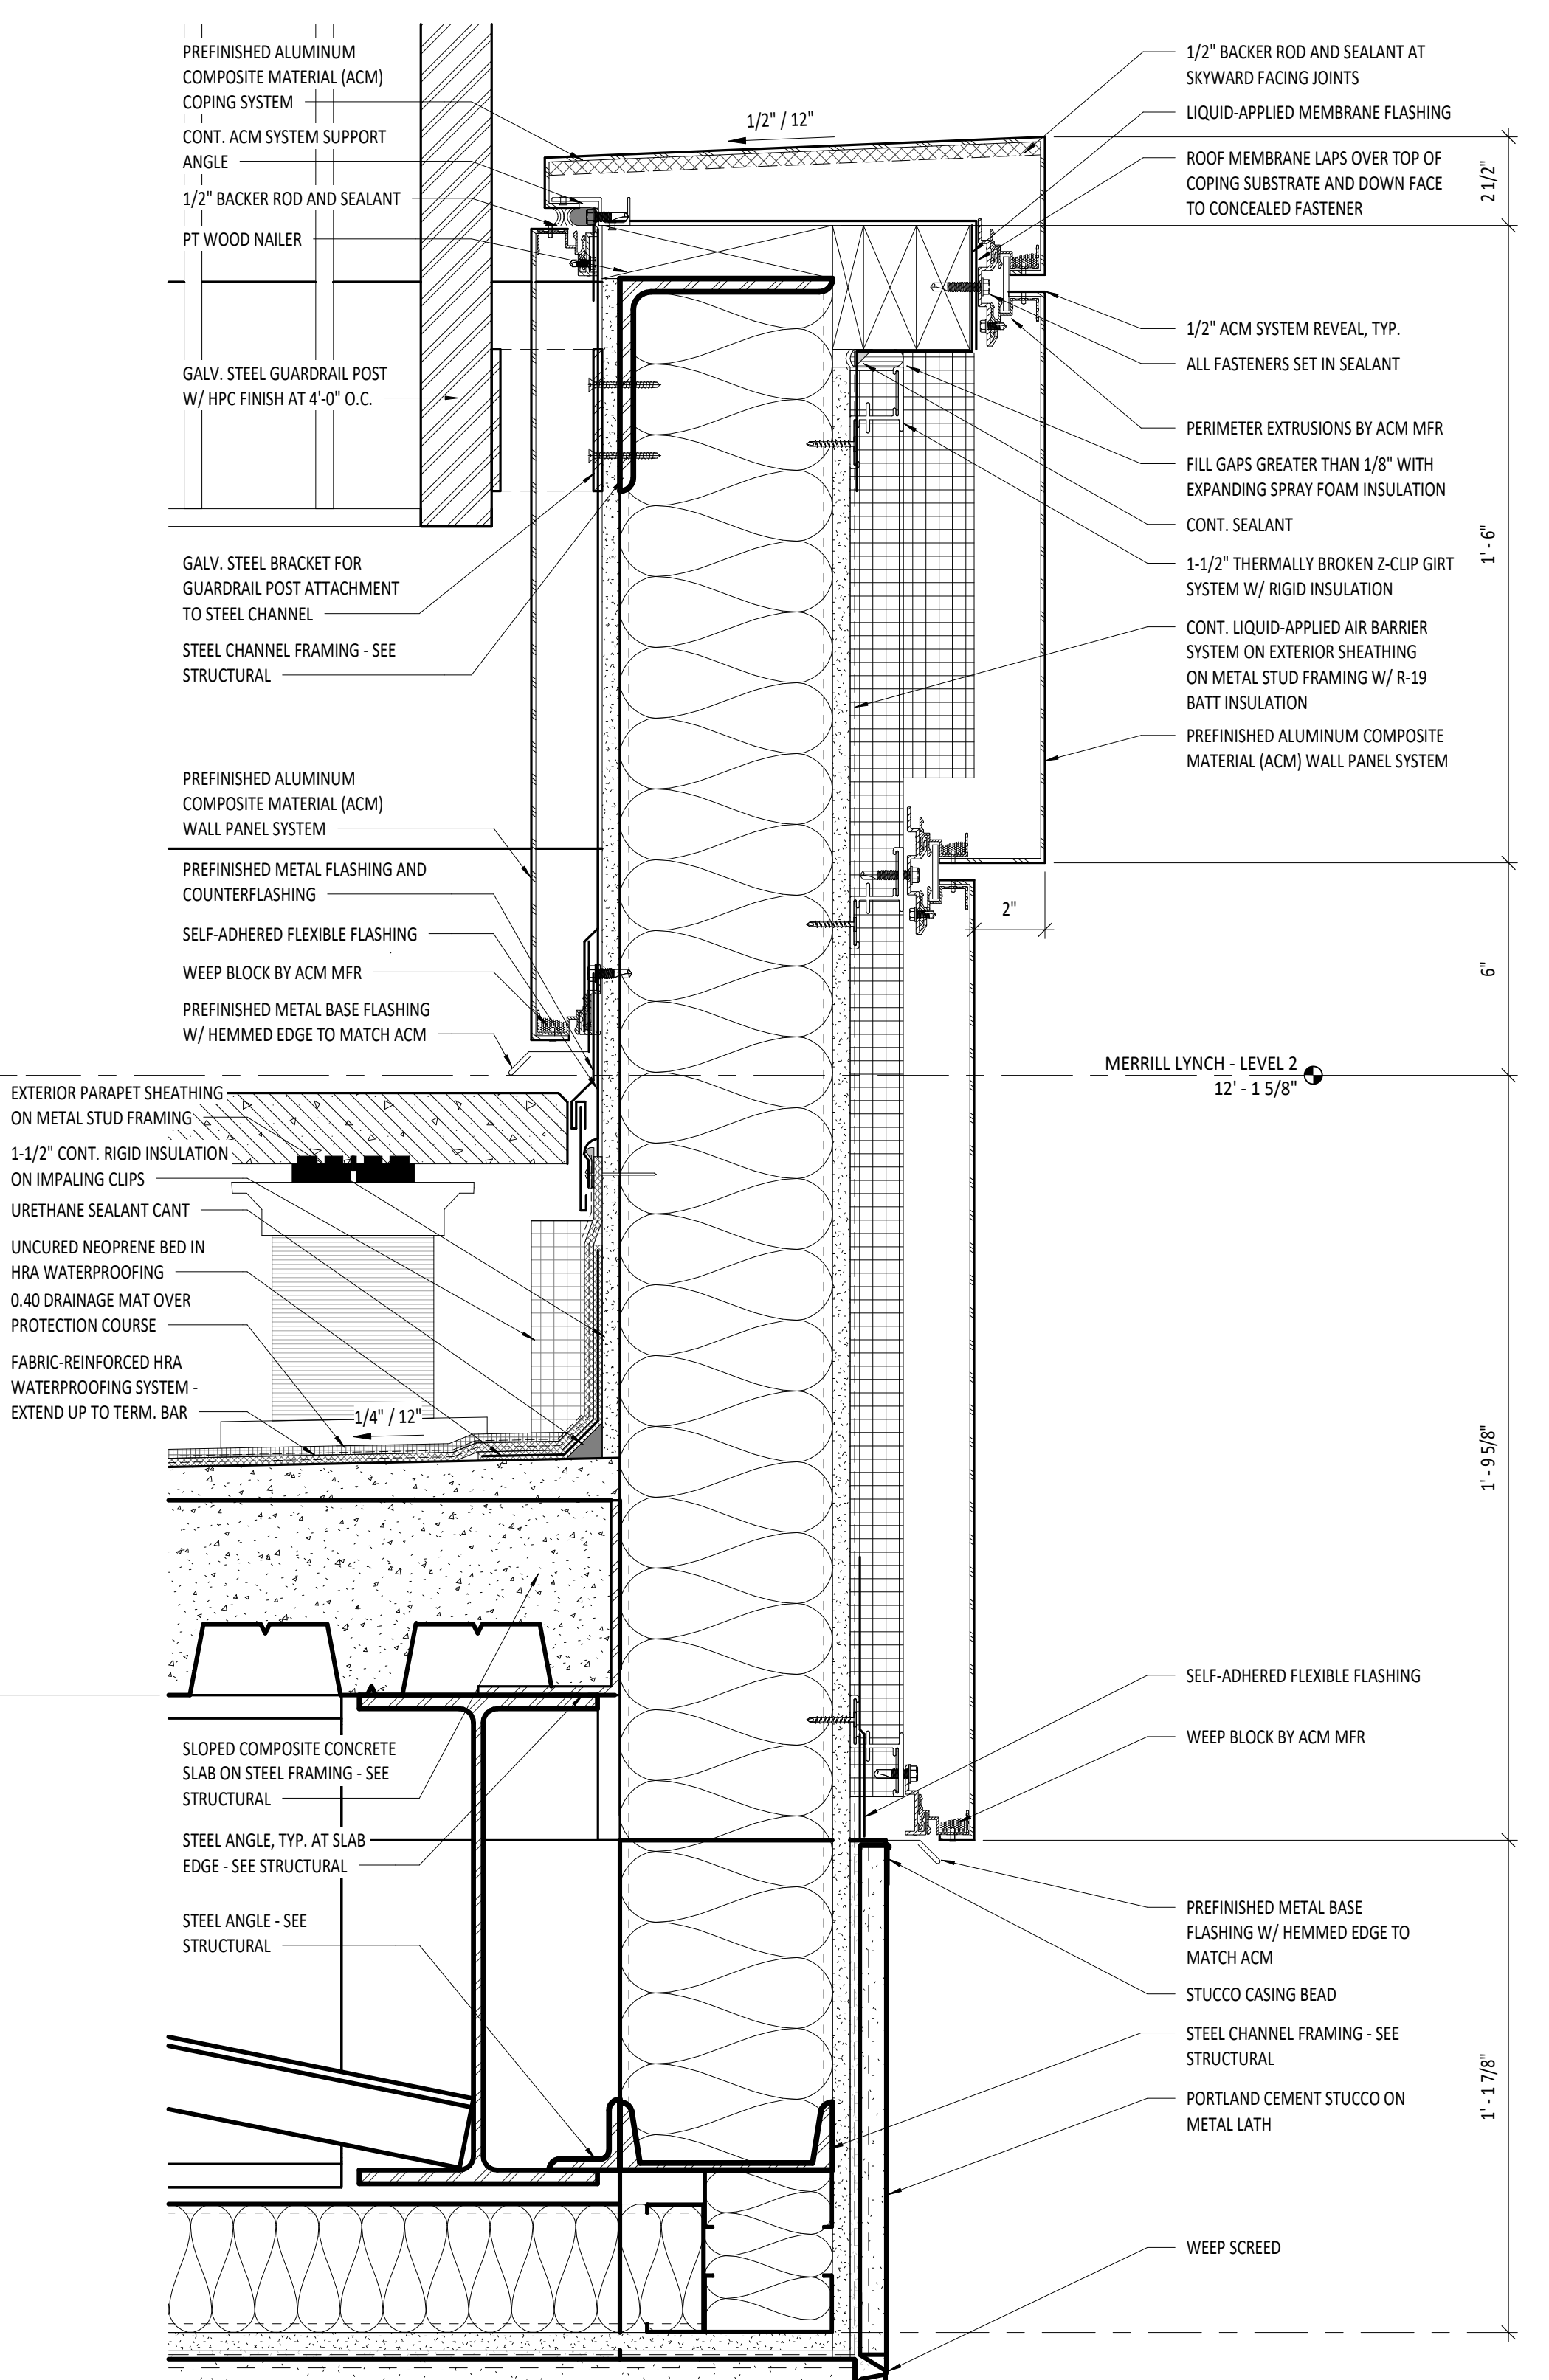 PREFINISHED ALUMINUM
COMPOSITE MATERIAL (ACM)
COPING SYSTEM
CONT. ACM SYSTEM SUPPORT
ANGLE
1/2" BACKER ROD AND SEALANT
PT WOOD NAILER
GALV. STEEL GUARDRAIL POST
W/ HPC FINISH AT 4'-0" O.C.
GALV. STEEL BRACKET FOR
GUARDRAIL POST ATTACHMENT
TO STEEL CHANNEL
STEEL CHANNEL FRAMING - SEE
STRUCTURAL
PREFINISHED ALUMINUM
COMPOSITE MATERIAL (ACM)
WALL PANEL SYSTEM
PREFINISHED METAL FLASHING AND
COUNTERFLASHING
SELF-ADHERED FLEXIBLE FLASHING
WEEP BLOCK BY ACM MFR
PREFINISHED METAL BASE FLASHING
W/ HEMMED EDGE TO MATCH ACM
EXTERIOR PARAPET SHEATHING
ON METAL STUD FRAMING
1-1/2" CONT. RIGID INSULATION
ON IMPALING CLIPS
URETHANE SEALANT CANT
UNCURED NEOPRENE BED IN
HRA WATERPROOFING
0.40 DRAINAGE MAT OVER
PROTECTION COURSE
FABRIC-REINFORCED HRA
WATERPROOFING SYSTEM -
EXTEND UP TO TERM. BAR
1/4" / 12"
SLOPED COMPOSITE CONCRETE
SLAB ON STEEL FRAMING - SEE
STRUCTURAL
STEEL ANGLE, TYP. AT SLAB
EDGE - SEE STRUCTURAL
STEEL ANGLE - SEE
STRUCTURAL
1/2" / 12"
1/2" BACKER ROD AND SEALANT AT
SKYWARD FACING JOINTS
LIQUID-APPLIED MEMBRANE FLASHING
ROOF MEMBRANE LAPS OVER TOP OF
COPING SUBSTRATE AND DOWN FACE
TO CONCEALED FASTENER
1/2" ACM SYSTEM REVEAL, TYP.
ALL FASTENERS SET IN SEALANT
PERIMETER EXTRUSIONS BY ACM MFR
FILL GAPS GREATER THAN 1/8" WITH
EXPANDING SPRAY FOAM INSULATION
CONT. SEALANT
1-1/2" THERMALLY BROKEN Z-CLIP GIRT
SYSTEM W/ RIGID INSULATION
CONT. LIQUID-APPLIED AIR BARRIER
SYSTEM ON EXTERIOR SHEATHING
ON METAL STUD FRAMING W/ R-19
BATT INSULATION
PREFINISHED ALUMINUM COMPOSITE
MATERIAL (ACM) WALL PANEL SYSTEM
2"
MERRILL LYNCH - LEVEL 2
12' - 1 5/8"
SELF-ADHERED FLEXIBLE FLASHING
WEEP BLOCK BY ACM MFR
PREFINISHED METAL BASE
FLASHING W/ HEMMED EDGE TO
MATCH ACM
STUCCO CASING BEAD
STEEL CHANNEL FRAMING - SEE
STRUCTURAL
PORTLAND CEMENT STUCCO ON
METAL LATH
WEEP SCREED
2 1/2"
1' - 6"
6"
1' - 9 5/8"
1' - 1 7/8"